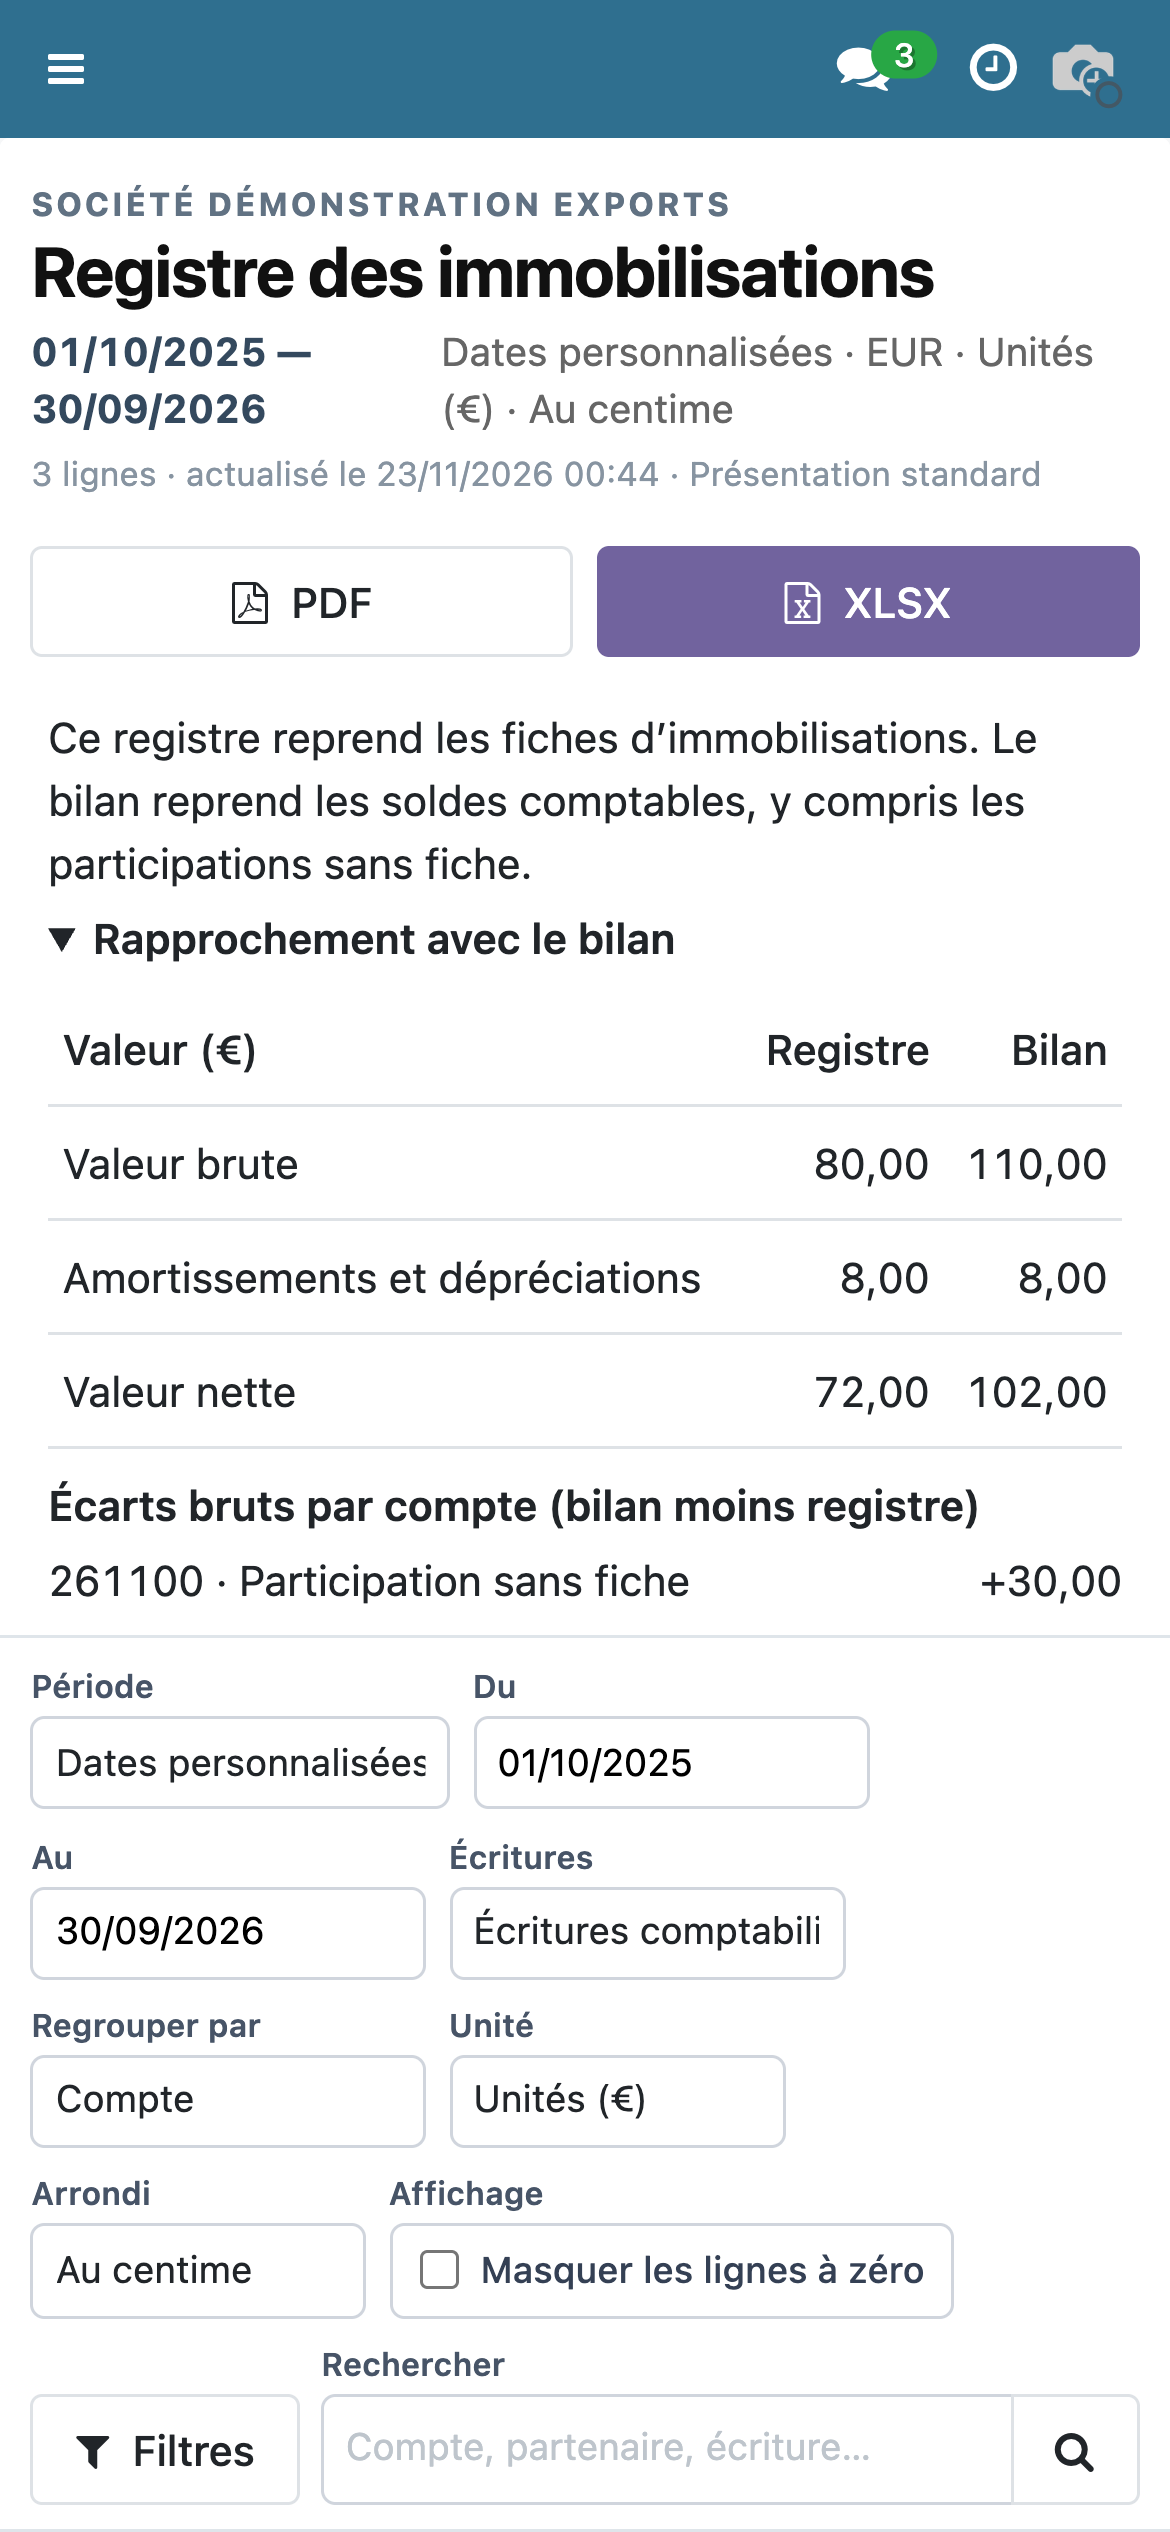 3
SOCIÉTÉ DÉMONSTRATION EXPORTS
Registre des immobilisations
01/10/2025 —
30/09/2026
Dates personnalisées · EUR · Unités
(€) · Au centime
3 lignes · actualisé le 23/11/2026 00:44 · Présentation standard
PDF
XLSX
Ce registre reprend les fiches d’immobilisations. Le
bilan reprend les soldes comptables, y compris les
participations sans fiche.
▼ Rapprochement avec le bilan
Valeur (€) Registre Bilan
Valeur brute 80,00 110,00
Amortissements et dépréciations 8,00 8,00
Valeur nette 72,00 102,00
Écarts bruts par compte (bilan moins registre)
261100 · Participation sans fiche +30,00
Période Du
Dates personnalisées 01/10/2025
Au Écritures
30/09/2026 Écritures comptabili
Regrouper par Unité
Compte Unités (€)
Arrondi Affichage
Au centime Masquer les lignes à zéro
Rechercher
Filtres Compte, partenaire, écriture...